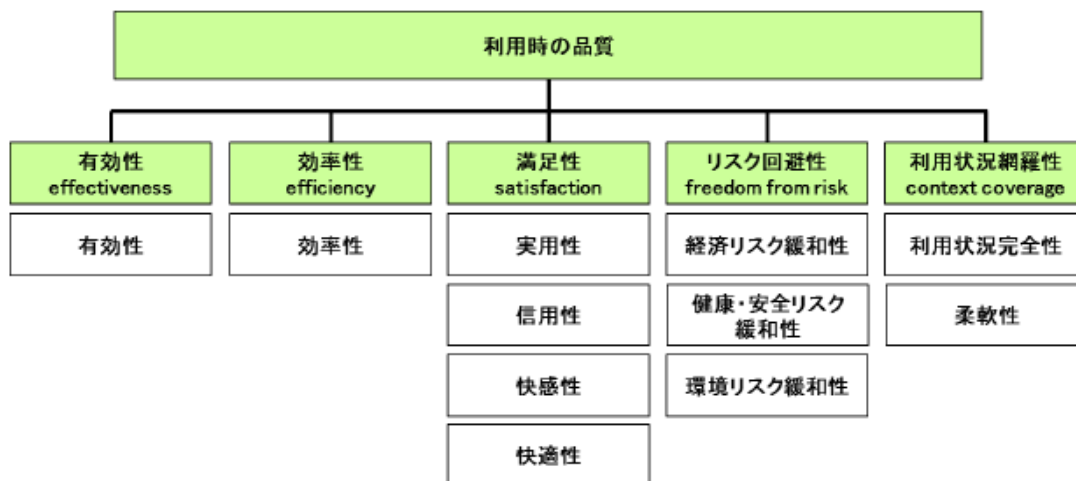 利用時の品質
有効性
effectiveness
効率性
efficiency
満足性
satisfaction
リスク回避性
freedom from risk
利用状況網羅性
context coverage
有効性
効率性
実用性
経済リスク緩和性
利用状況完全性
信用性
健康・安全リスク
緩和性
柔軟性
快感性
環境リスク緩和性
快適性